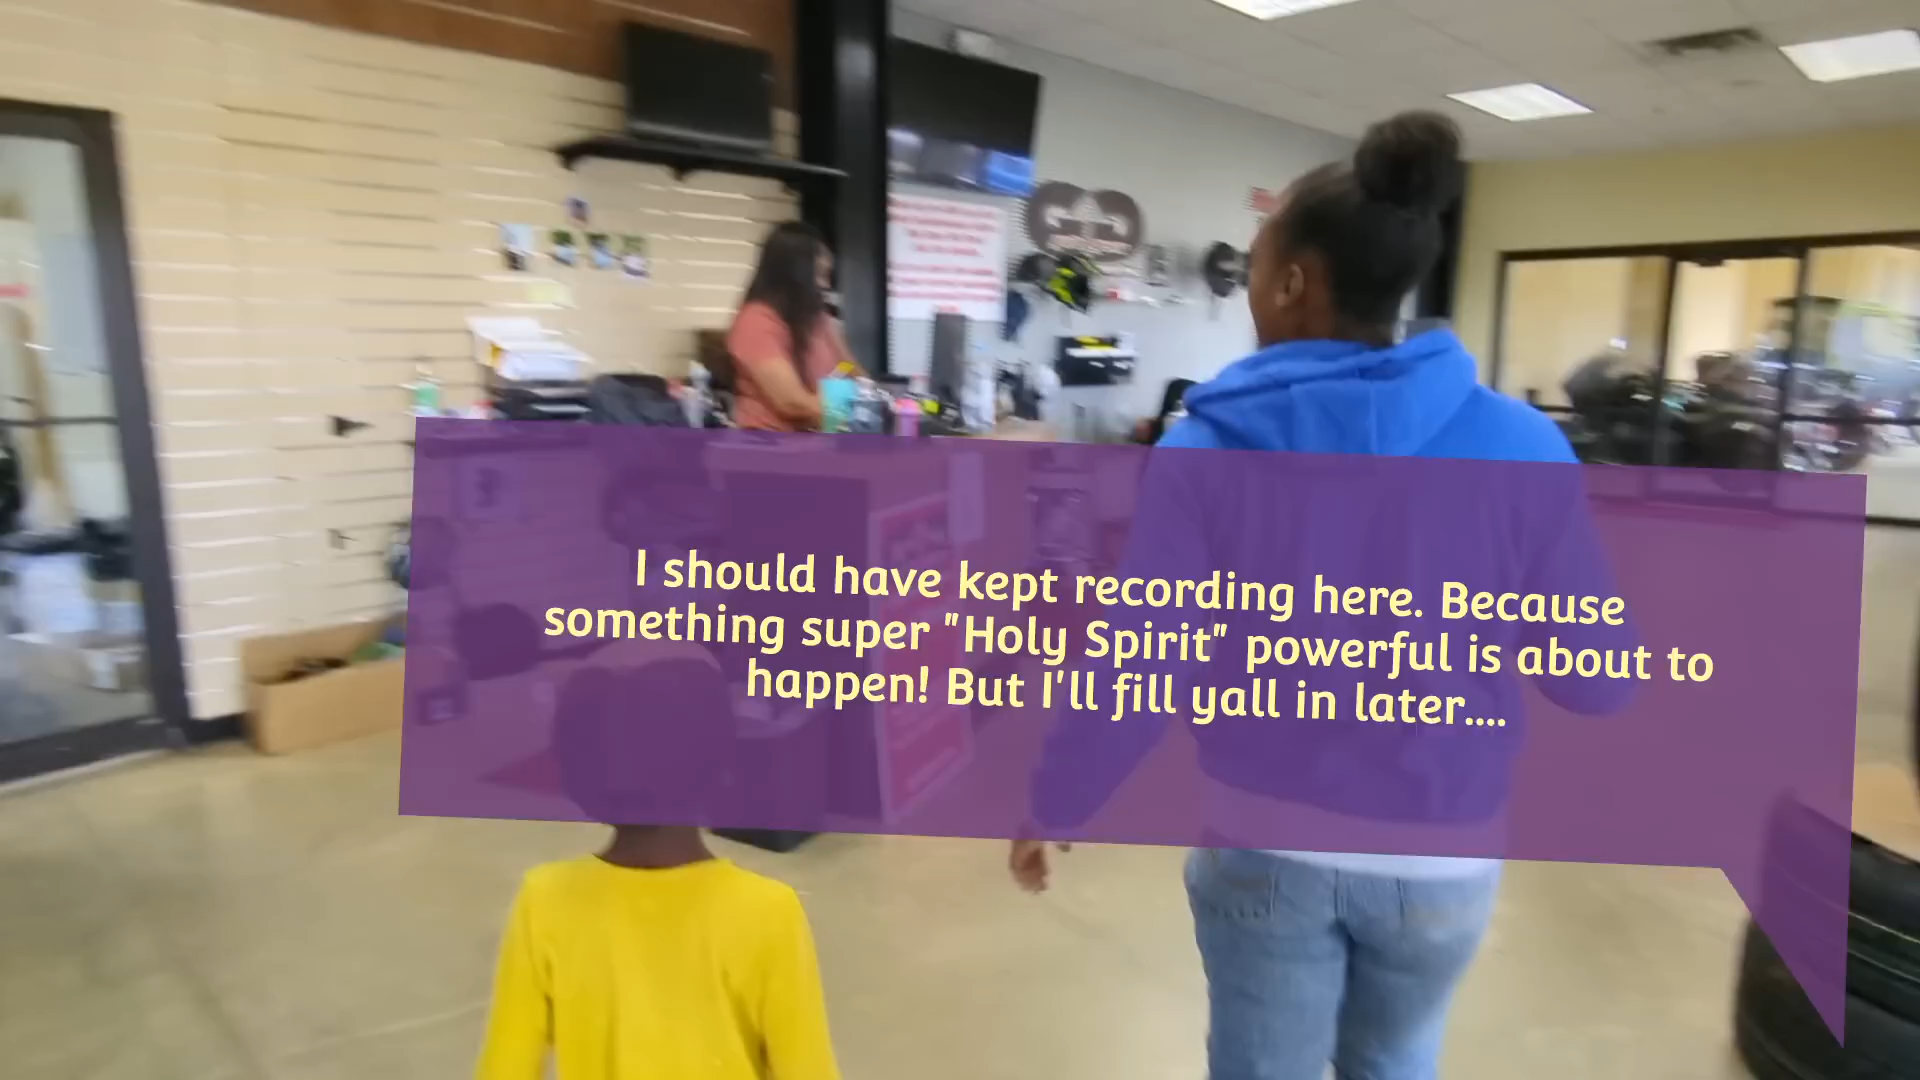 I should have kept recording here. Because
something super "Holy Spirit" powerful is about to
happen! But I'll fill yall in later....